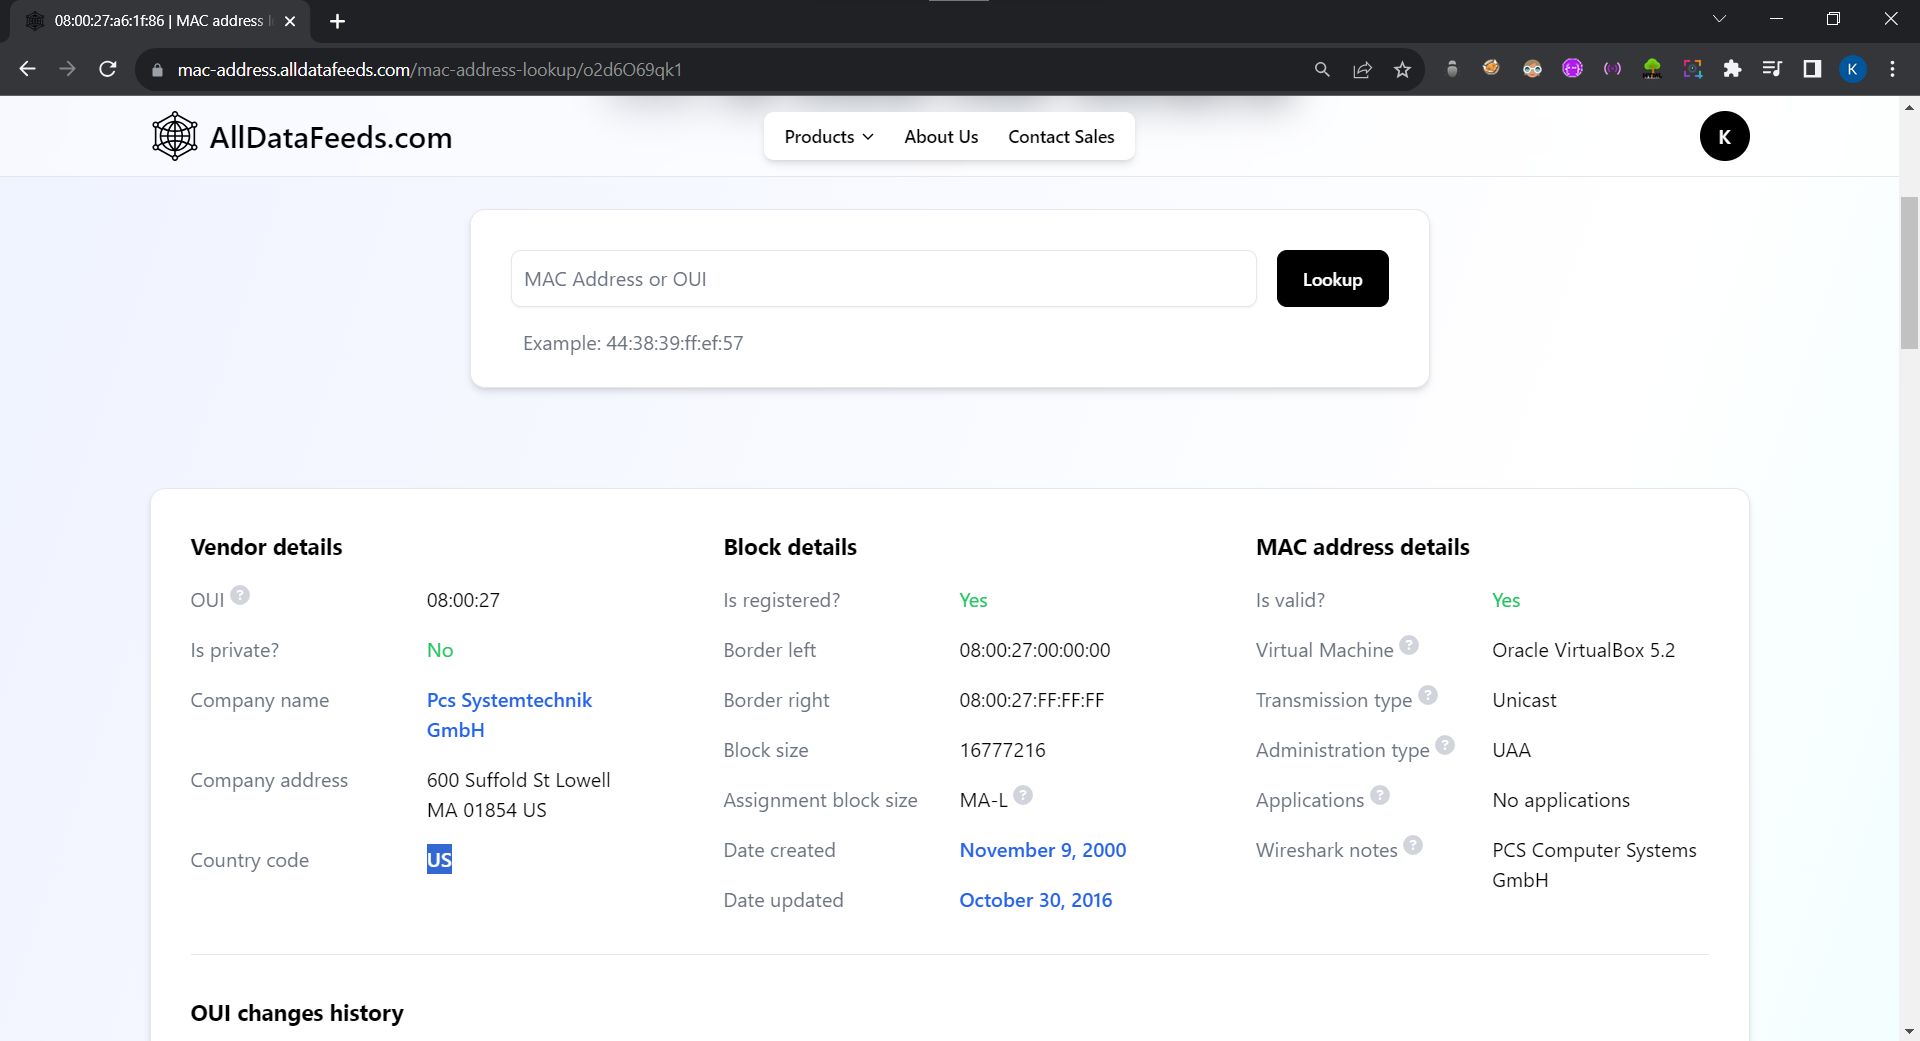 08:00:27:a6:1f:86 | MAC address l
mac-address.alldatafeeds.com/mac-address-lookup/o2d6O69qk1
K
AllDataFeeds.com
Products
About Us
Contact Sales
K
MAC Address or OUI
Lookup
Example: 44:38:39:ff:ef:57
Vendor details
OUI ?
08:00:27
Is private?
No
Company name
Pcs Systemtechnik
GmbH
Company address
600 Suffold St Lowell
MA 01854 US
Country code
US
Block details
Is registered?
Yes
Border left
08:00:27:00:00:00
Border right
08:00:27:FF:FF:FF
Block size
16777216
Assignment block size
MA-L ?
Date created
November 9, 2000
Date updated
October 30, 2016
MAC address details
Is valid?
Yes
Virtual Machine ?
Oracle VirtualBox 5.2
Transmission type ?
Unicast
Administration type ?
UAA
Applications ?
No applications
Wireshark notes ?
PCS Computer Systems
GmbH
OUI changes history